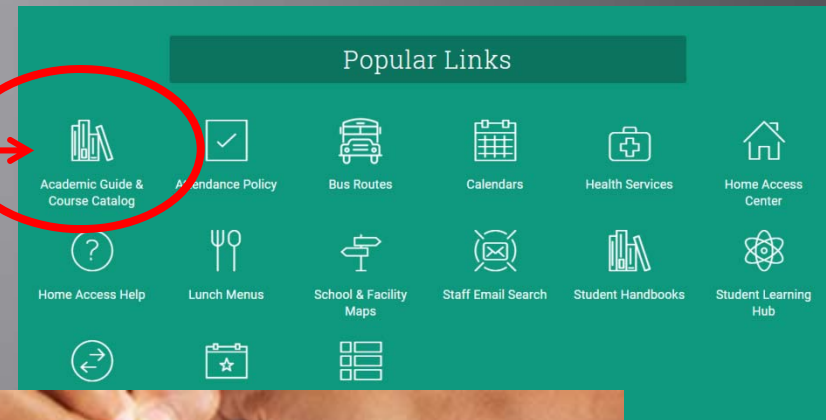 Popular Links
Academic Guide &
Course Catalog
Attendance Policy
Bus Routes
Calendars
Health Services
Home Access
Center
Home Access Help
Lunch Menus
School & Facility
Maps
Staff Email Search
Student Handbooks
Student Learning
Hub